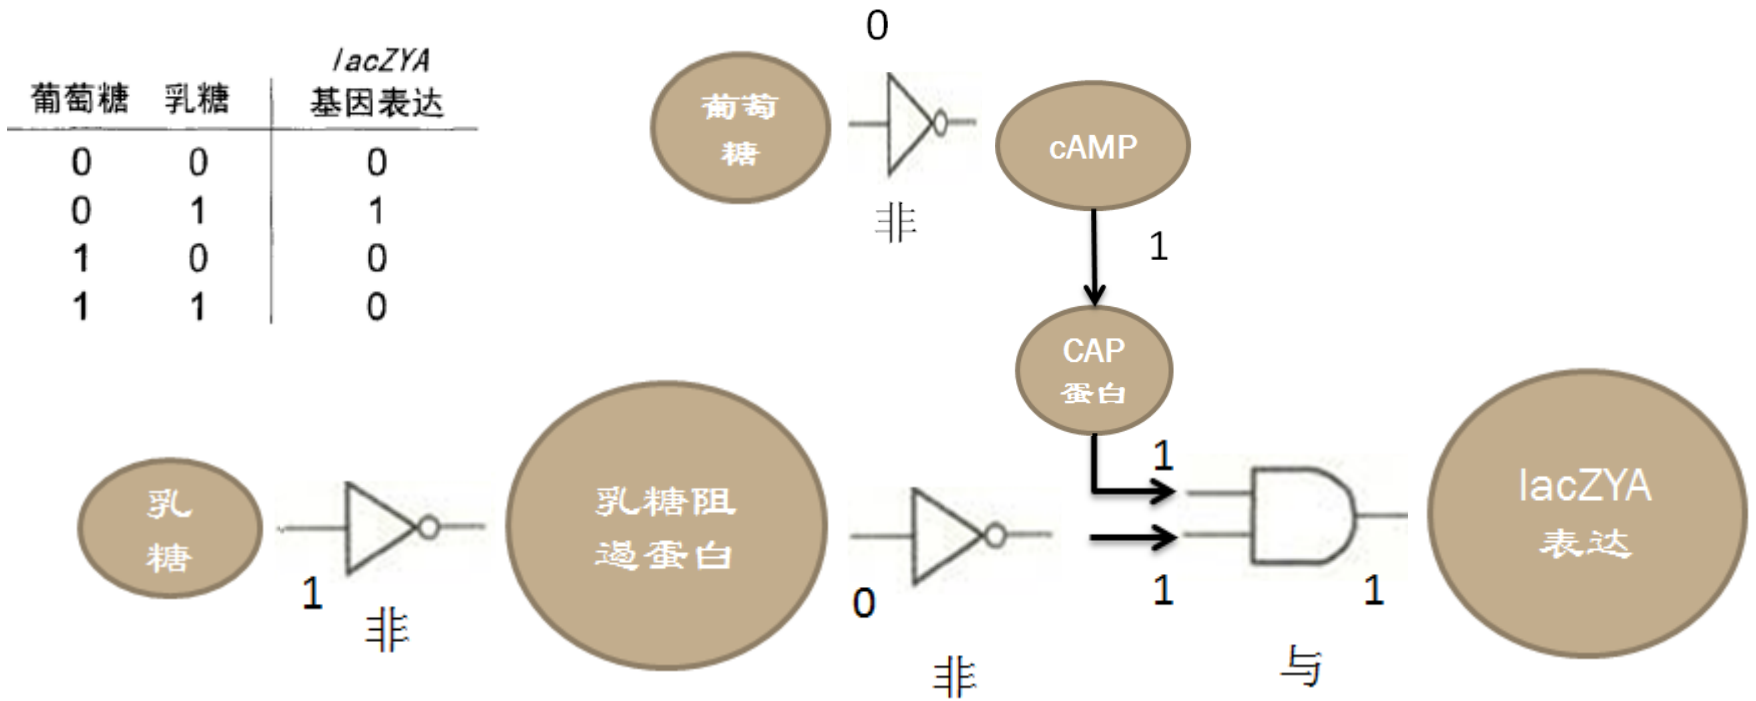 lacZYA
葡萄糖 乳糖 基因表达
0 0 0
0 1 1
1 0 0
1 1 0
0
葡萄
糖
非
cAMP
1
CAP
蛋白
1
乳
糖
1
非
乳糖阻
遏蛋白
0
非
1
与
1
lacZYA
表达